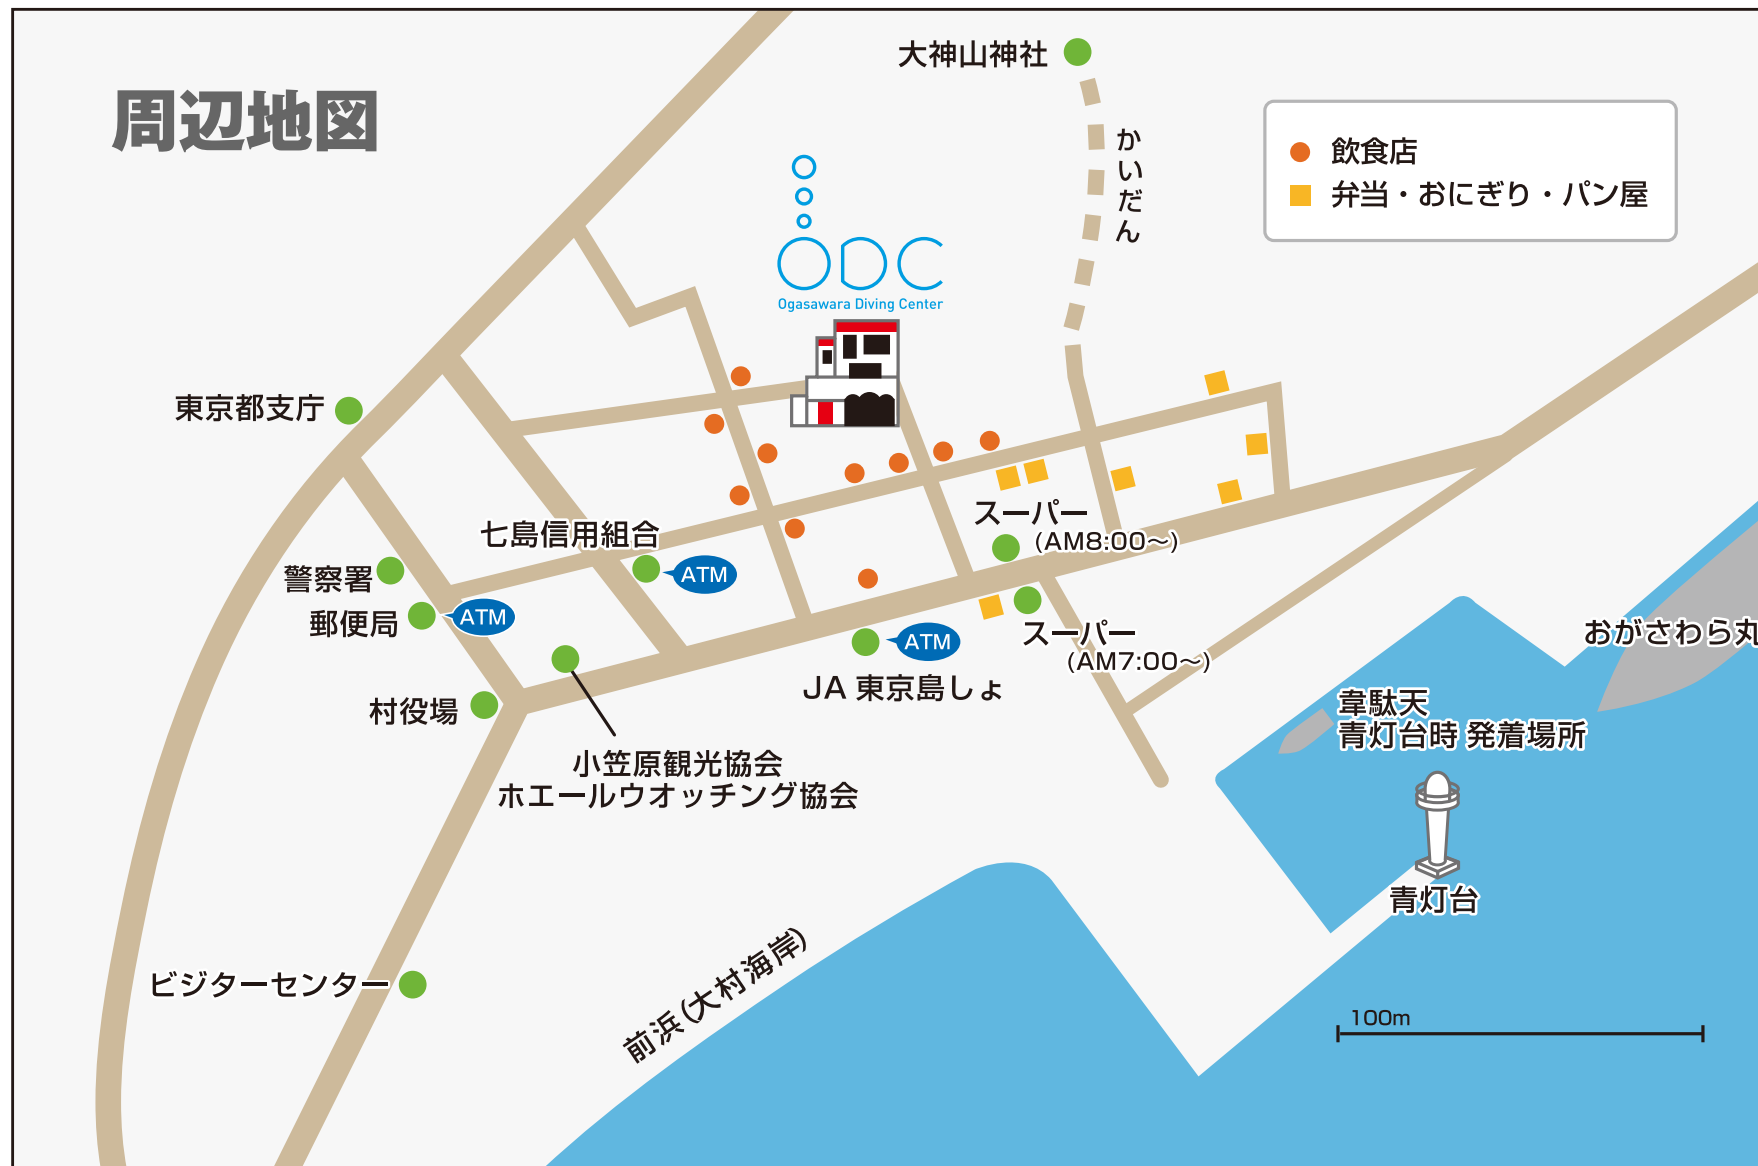 周辺地図
大神山神社
かいだん
飲食店
弁当・おにぎり・パン屋
ODC
Ogasawara Diving Center
東京都支庁
七島信用組合
ATM
スーパー
(AM8:00〜)
警察署
郵便局
ATM
スーパー
(AM7:00〜)
ATM
JA 東京島しょ
村役場
小笠原観光協会
ホエールウオッチング協会
おがさわら丸
韋駄天
青灯台時 発着場所
青灯台
ビジターセンター
前浜(大村海岸)
100m